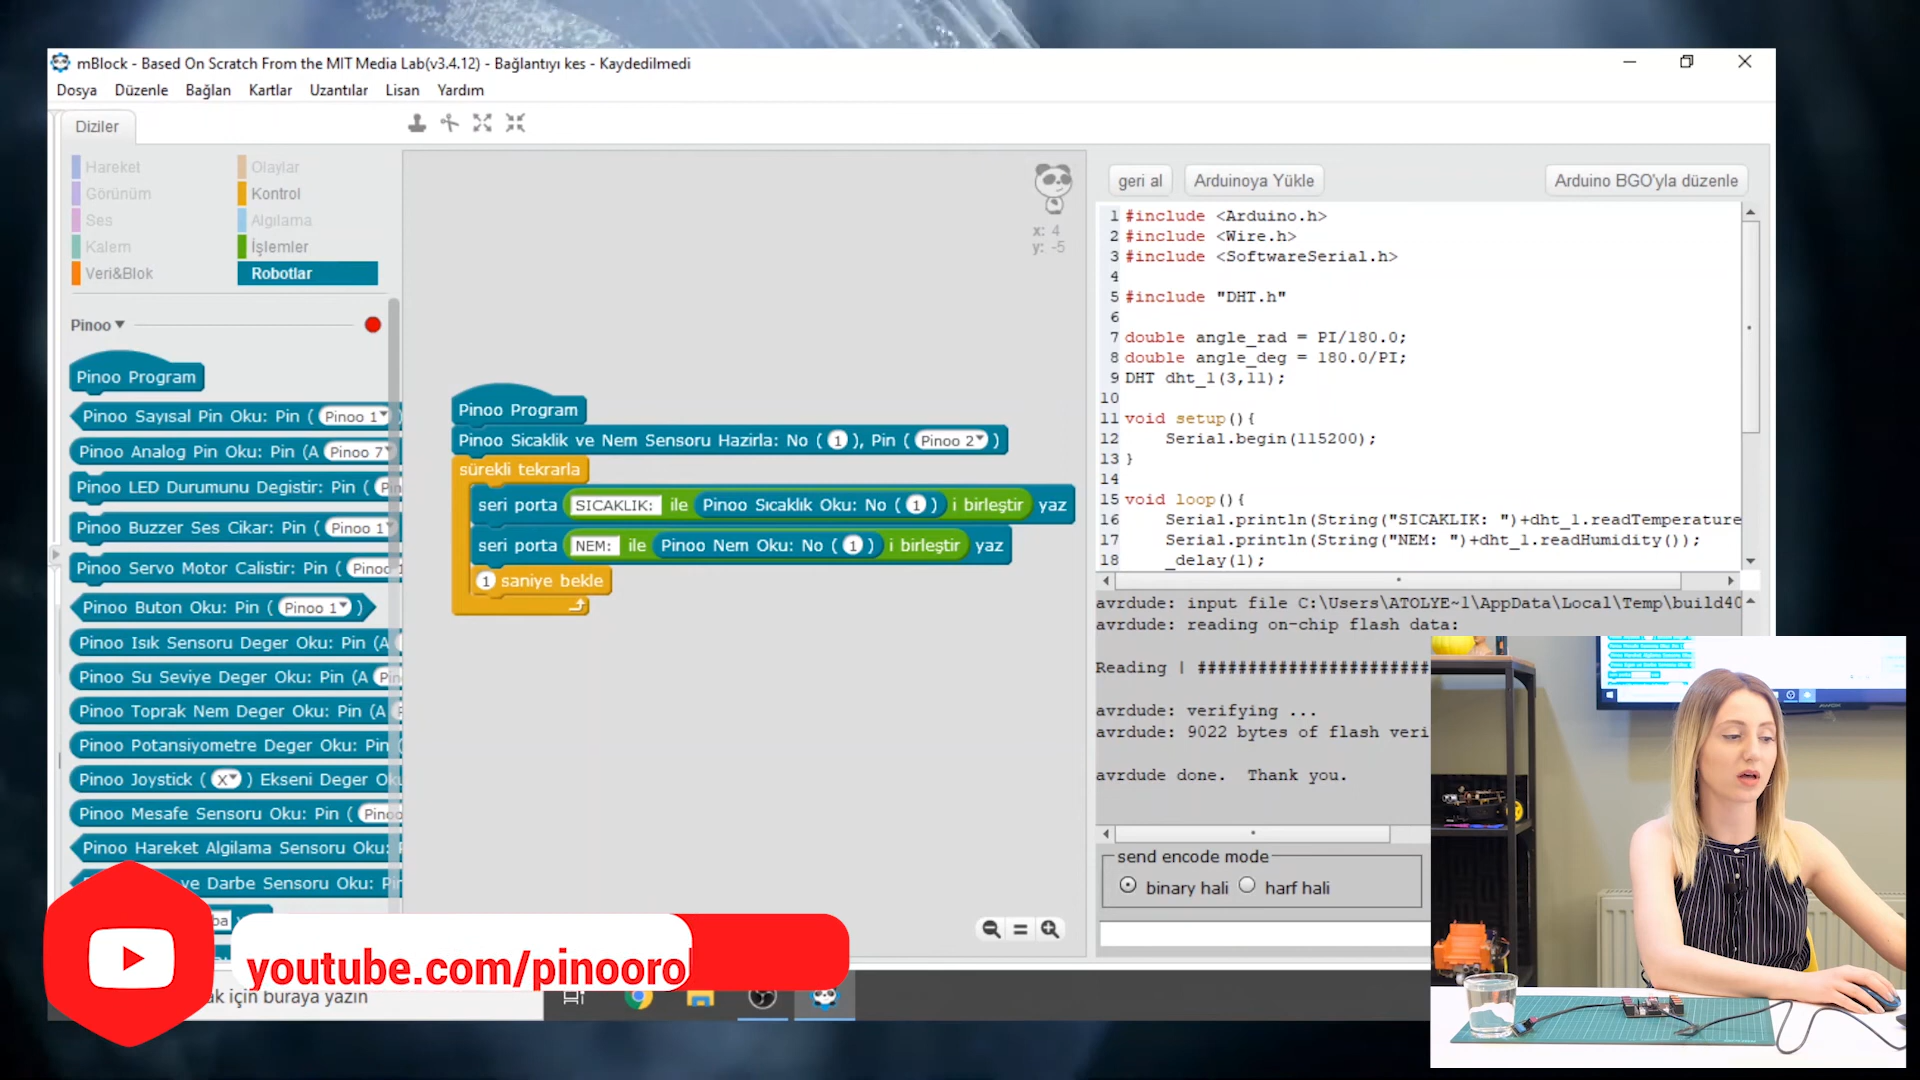 mBlock - Based On Scratch From the MIT Media Lab(v3.4.12) - Bağlantıyı kes - Kaydedilmedi
Dosya Düzenle Bağlan Kartlar Uzantılar Lisan Yardım
Diziler
Hareket Olaylar
Görünüm Kontrol
Ses Algılama
Kalem İşlemler
Veri&Blok Robotlar
Pinoo
Pinoo Program
Pinoo Sayısal Pin Oku: Pin ( Pinoo 1
Pinoo Analog Pin Oku: Pin (A Pinoo 7
Pinoo LED Durumunu Degistir: Pin (
Pinoo Buzzer Ses Cikar: Pin ( Pinoo 1
Pinoo Servo Motor Calistir: Pin ( Pinoo
Pinoo Buton Oku: Pin ( Pinoo 1 )
Pinoo Isık Sensoru Deger Oku: Pin (A
Pinoo Su Seviye Deger Oku: Pin (A
Pinoo Toprak Nem Deger Oku: Pin (A
Pinoo Potansiyometre Deger Oku: Pin
Pinoo Joystick ( X ) Ekseni Deger Ok
Pinoo Mesafe Sensoru Oku: Pin ( Pinoo
Pinoo Hareket Algilama Sensoru Oku:
ve Darbe Sensoru Oku: Pin
x: 4
y: -5
Pinoo Program
Pinoo Sicaklik ve Nem Sensoru Hazirla: No ( 1 ), Pin ( Pinoo 2 )
sürekli tekrarla
seri porta SICAKLIK: ile Pinoo Sıcaklık Oku: No ( 1 ) i birleştir yaz
seri porta NEM: ile Pinoo Nem Oku: No ( 1 ) i birleştir yaz
1 saniye bekle
geri al Arduinoya Yükle Arduino BGO'yla düzenle
1 #include <Arduino.h>
2 #include <Wire.h>
3 #include <SoftwareSerial.h>
4
5 #include "DHT.h"
6
7 double angle_rad = PI/180.0;
8 double angle_deg = 180.0/PI;
9 DHT dht_1(3,11);
10
11 void setup(){
12 Serial.begin(115200);
13 }
14
15 void loop(){
16 Serial.println(String("SICAKLIK: ")+dht_1.readTemperature
17 Serial.println(String("NEM: ")+dht_1.readHumidity());
18 _delay(1);
avrdude: input file C:\Users\ATOLYE~1\AppData\Local\Temp\build40
avrdude: reading on-chip flash data:
Reading | ########################
avrdude: verifying ...
avrdude: 9022 bytes of flash veri
avrdude done.  Thank you.
send encode mode
binary hali harf hali
youtube.com/pinooro
ak için buraya yazın